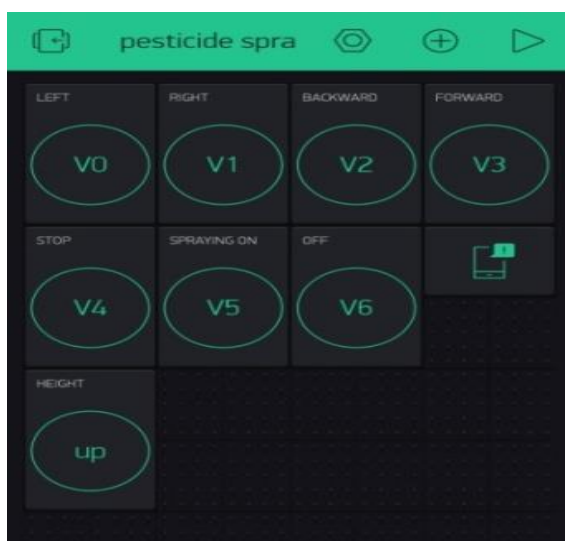 pesticide spra
LEFT RIGHT BACKWARD FORWARD
V0 V1 V2 V3
STOP SPRAYING ON OFF
V4 V5 V6
HEIGHT
up